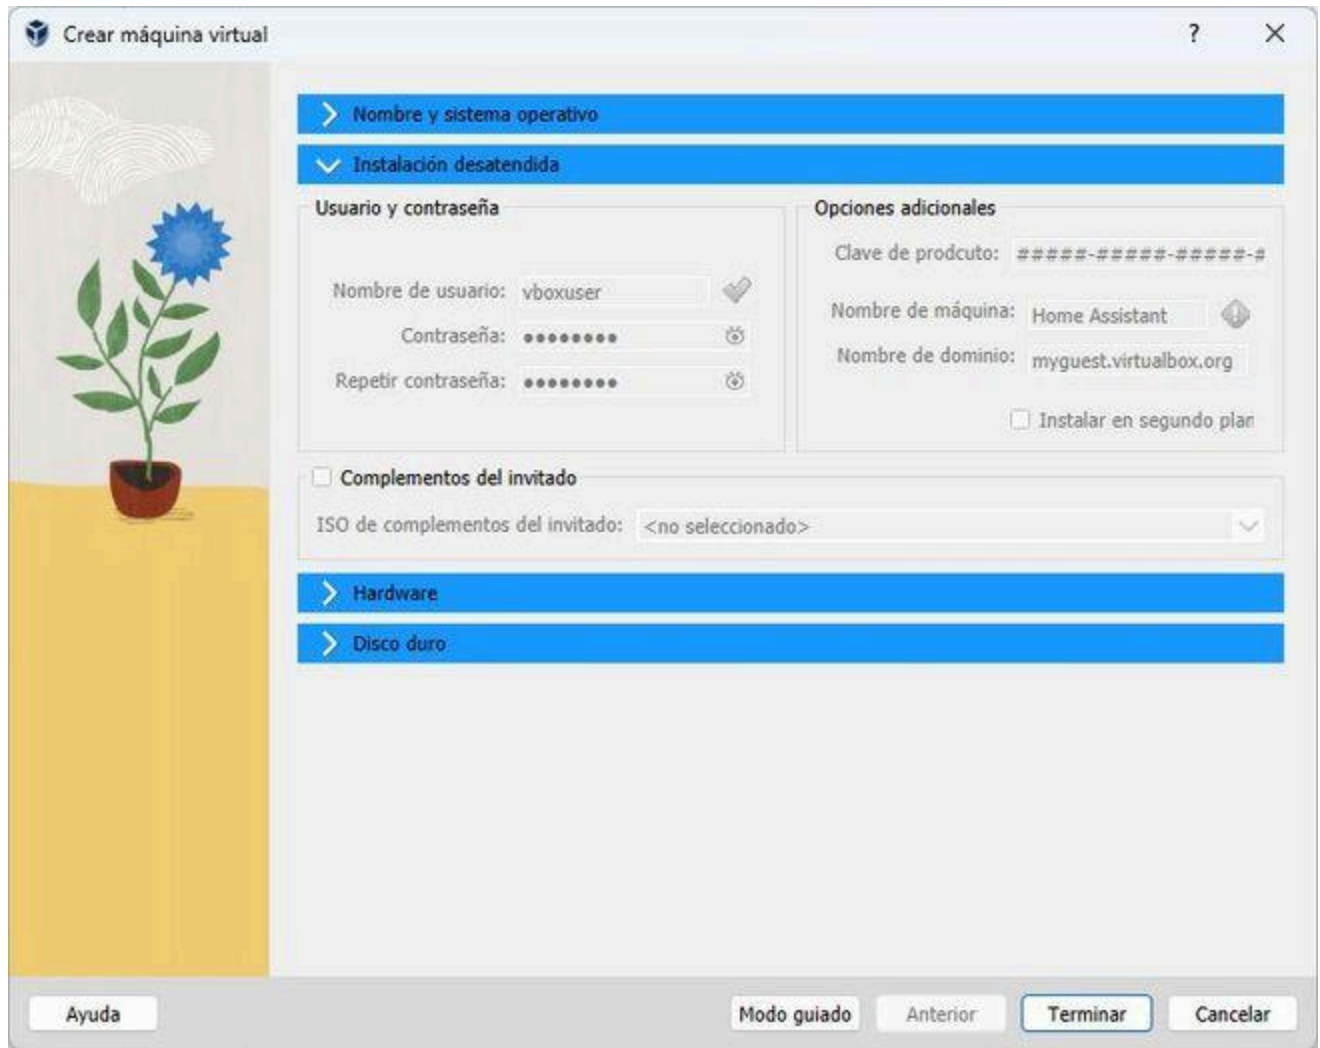 Crear máquina virtual
?
Nombre y sistema operativo
Instalación desatendida
Usuario y contraseña
Nombre de usuario: vboxuser
Contraseña: ●●●●●●●●
Repetir contraseña: ●●●●●●●●
Opciones adicionales
Clave de prodcuto: #####-#####-#####-#
Nombre de máquina: Home Assistant
Nombre de dominio: myguest.virtualbox.org
Instalar en segundo plan
Complementos del invitado
ISO de complementos del invitado: <no seleccionado>
Hardware
Disco duro
Ayuda Modo guiado Anterior Terminar Cancelar